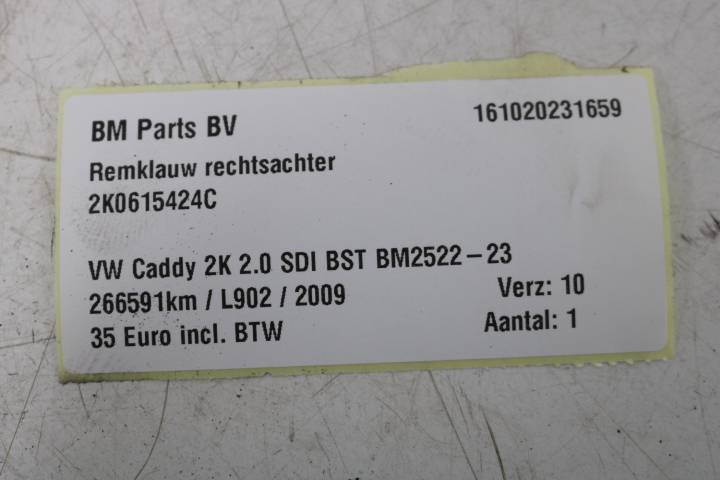 BM Parts BV 161020231659
Remklauw rechtsachter
2K0615424C
VW Caddy 2K 2.0 SDI BST BM2522-23
266591km / L902 / 2009 Verz: 10
35 Euro incl. BTW Aantal: 1